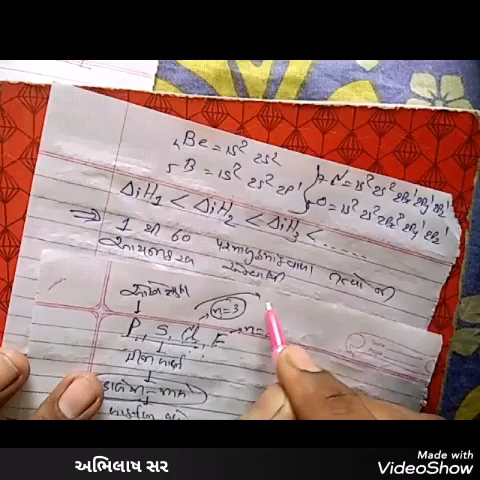 ₄Be = 1s² 2s²
₅B = 1s² 2s² 2p¹
₇N = 1s² 2s² 2px¹ 2py¹ 2pz¹
₈O = 1s² 2s² 2px² 2py¹ 2pz¹
ΔiH₁ < ΔiH₂ < ΔiH₃ < ......
⇒ 1 થી 60 પરમાણુક્રમાંકવાળા તત્વોની
આયનીકરણ એન્થાલ્પી
P, S, Cl, F
n=3
અભિલાષ સર
Made with
VideoShow